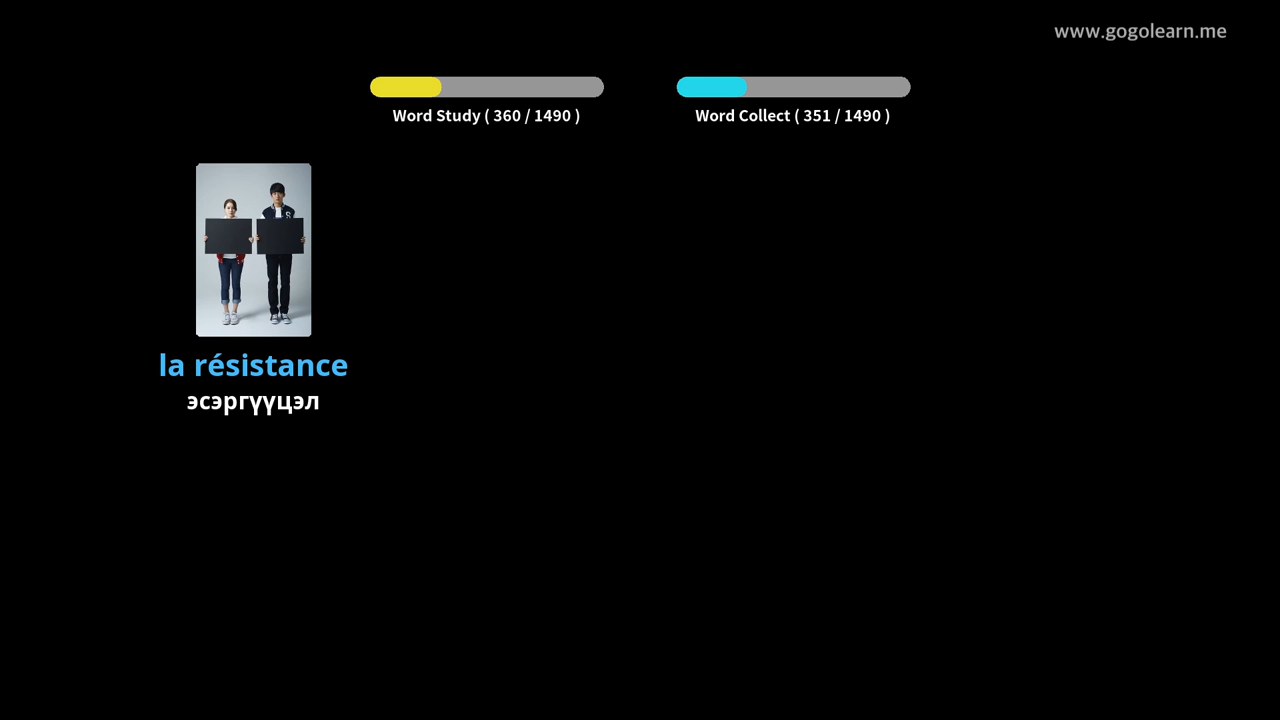 www.gogolearn.me
Word Study ( 360 / 1490 )
Word Collect ( 351 / 1490 )
la résistance
эсэргүүцэл